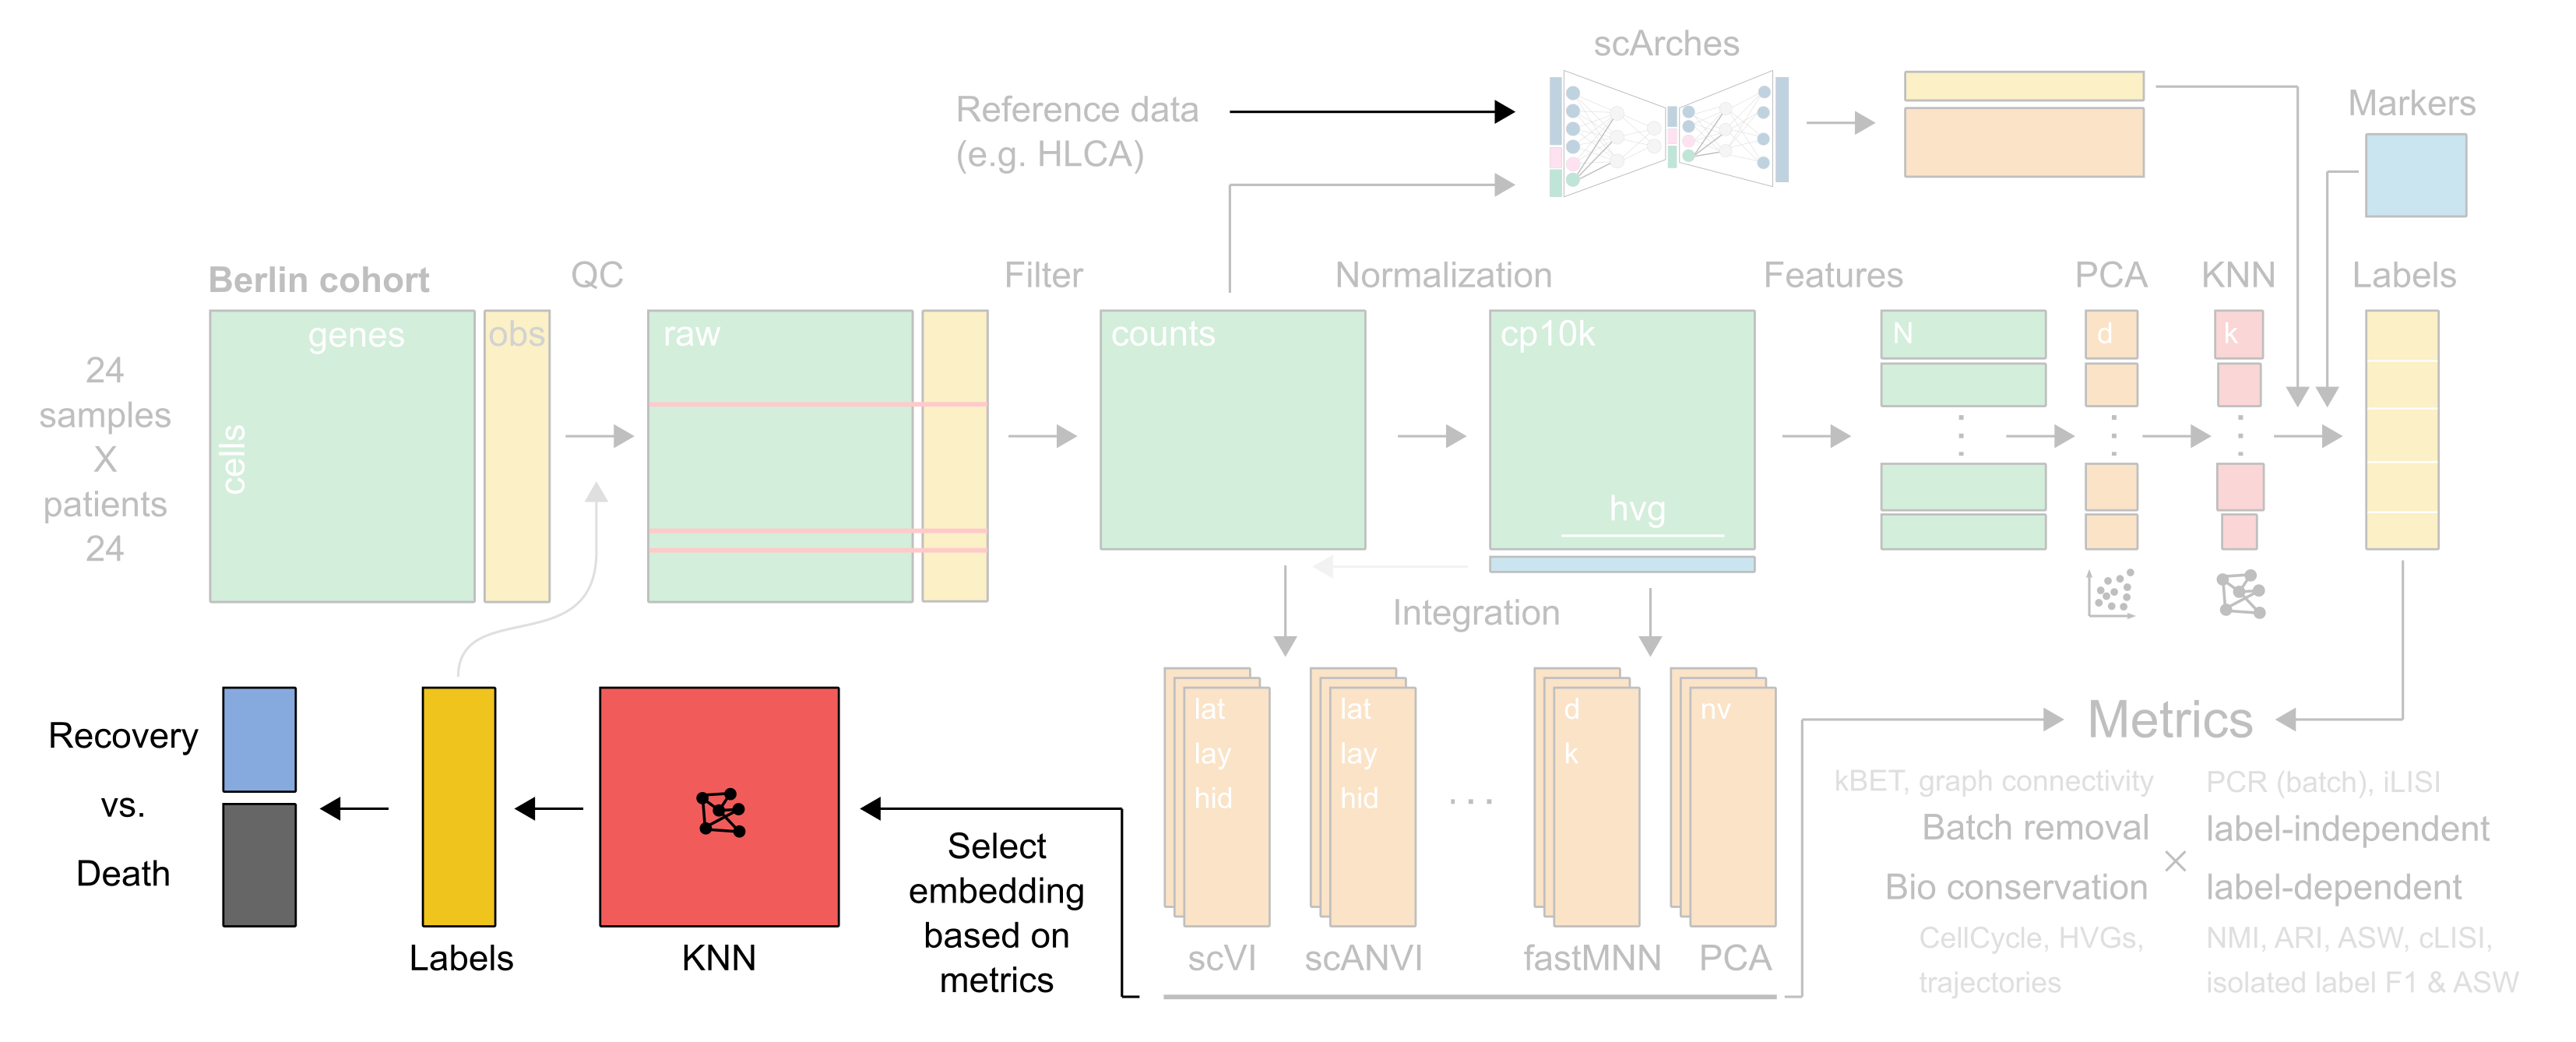 scArches
Reference data
(e.g. HLCA)
Markers
Berlin cohort
QC
Filter
Normalization
Features
PCA
KNN
Labels
24
samples
X
patients
24
genes
cells
obs
raw
counts
cp10k
hvg
N
d
k
Integration
lat
lay
hid
lat
lay
hid
...
d
k
nv
scVI
scANVI
fastMNN
PCA
Metrics
kBET, graph connectivity
PCR (batch), iLISI
Batch removal
label-independent
×
Bio conservation
label-dependent
CellCycle, HVGs,
trajectories
NMI, ARI, ASW, cLISI,
isolated label F1 & ASW
Select
embedding
based on
metrics
KNN
Labels
Recovery
vs.
Death